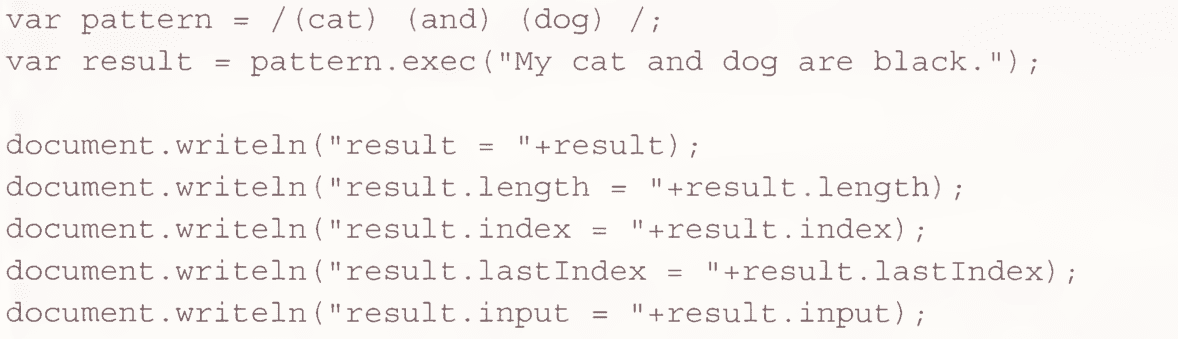 var pattern = /(cat) (and) (dog) /;
var result = pattern.exec("My cat and dog are black.");
document.writeln("result = "+result);
document.writeln("result.length = "+result.length);
document.writeln("result.index = "+result.index);
document.writeln("result.lastIndex = "+result.lastIndex);
document.writeln("result.input = "+result.input);